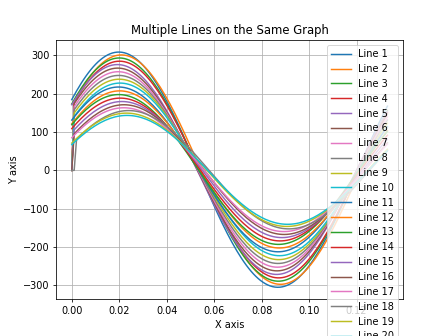 Multiple Lines on the Same Graph
300
200
100
0
−100
−200
−300
Y axis
0.00
0.02
0.04
0.06
0.08
0.10
X axis
Line 1
Line 2
Line 3
Line 4
Line 5
Line 6
Line 7
Line 8
Line 9
Line 10
Line 11
Line 12
Line 13
Line 14
Line 15
Line 16
Line 17
Line 18
Line 19
Line 20